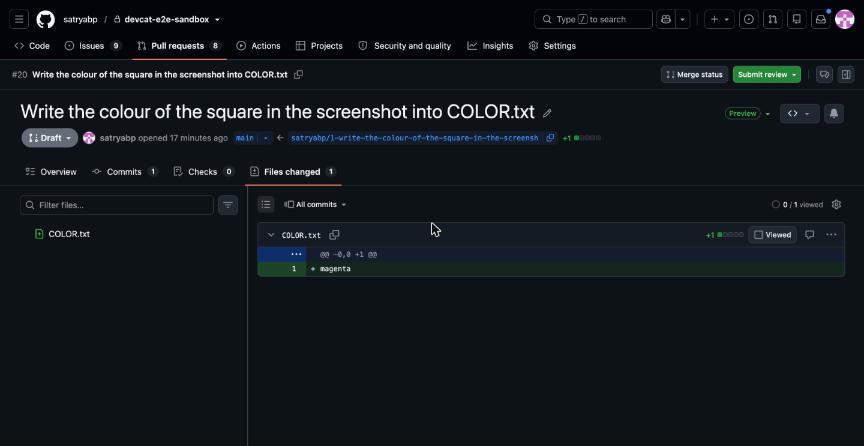 satryabp / devcat-e2e-sandbox
Type / to search
Code
Issues 9
Pull requests 8
Actions
Projects
Security and quality
Insights
Settings
#20 Write the colour of the square in the screenshot into COLOR.txt
Merge status
Submit review
Write the colour of the square in the screenshot into COLOR.txt
Preview
<>
Draft
satryabp opened 17 minutes ago
main ← satryabp/1-write-the-colour-of-the-square-in-the-screensh
+1
Overview
Commits 1
Checks 0
Files changed 1
Filter files...
All commits
0 / 1 viewed
COLOR.txt
COLOR.txt
+1
Viewed
@@ -0,0 +1 @@
1 + magenta